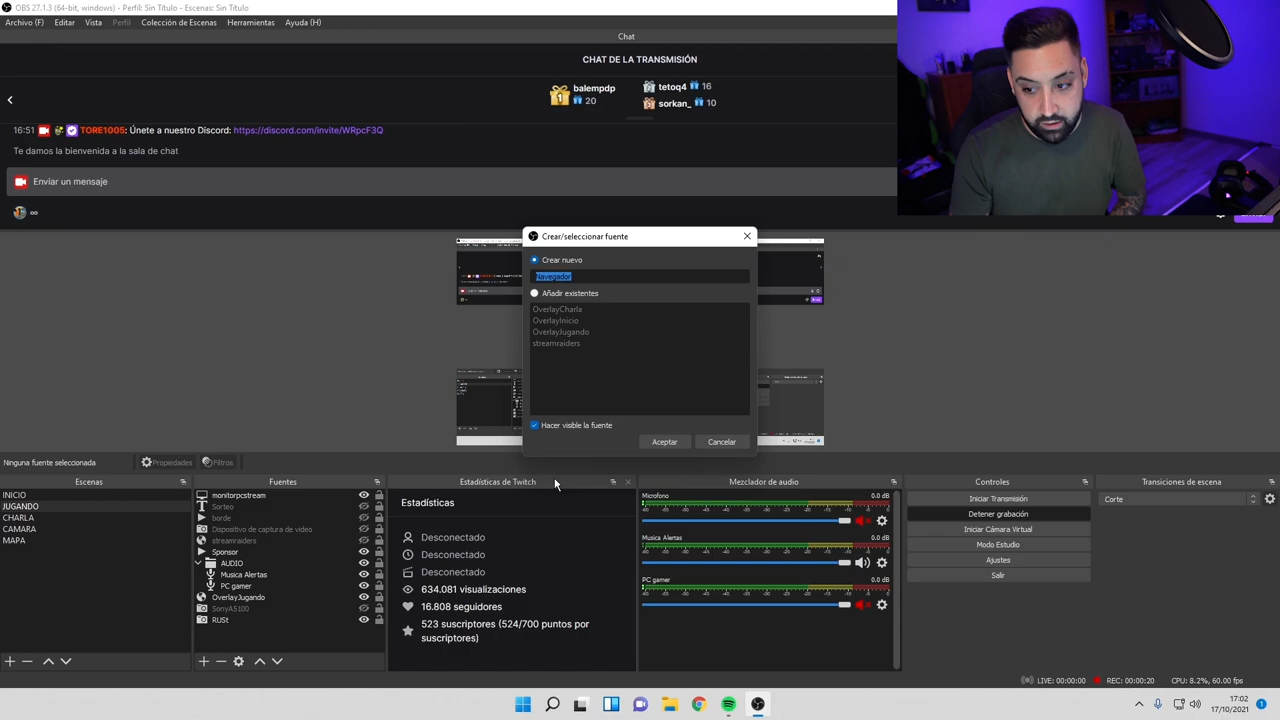 OBS 27.1.3 (64-bit, windows) - Perfil: Sin Título - Escenas: Sin Título
Archivo (F) Editar Vista Perfil Colección de Escenas Herramientas Ayuda (H)
Chat
CHAT DE LA TRANSMISIÓN
balempdp
20
tetoq4 16
sorkan_ 10
16:51 TORE1005: Únete a nuestro Discord: https://discord.com/invite/WRpcF3Q
Te damos la bienvenida a la sala de chat
Enviar un mensaje
Crear/seleccionar fuente
Crear nuevo
Navegador
Añadir existentes
OverlayCharla
OverlayInicio
OverlayJugando
streamraiders
Hacer visible la fuente
Aceptar Cancelar
Ninguna fuente seleccionada Propiedades Filtros
Escenas
INICIO
JUGANDO
CHARLA
CAMARA
MAPA
Fuentes
monitorpcstream
Sorteo
borde
Dispositivo de captura de video
streamraiders
Sponsor
AUDIO
Musica Alertas
PC gamer
OverlayJugando
SonyA5100
RUSt
Estadísticas de Twitch
Estadísticas
Desconectado
Desconectado
Desconectado
634.081 visualizaciones
16.808 seguidores
523 suscriptores (524/700 puntos por
suscriptores)
Mezclador de audio
Microfono 0.0 dB
Musica Alertas 0.0 dB
PC gamer 0.0 dB
Controles
Iniciar Transmisión
Detener grabación
Iniciar Cámara Virtual
Modo Estudio
Ajustes
Salir
Transiciones de escena
Corte
LIVE: 00:00:00 REC: 00:00:20 CPU: 8.2%, 60.00 fps
17:02
17/10/2021